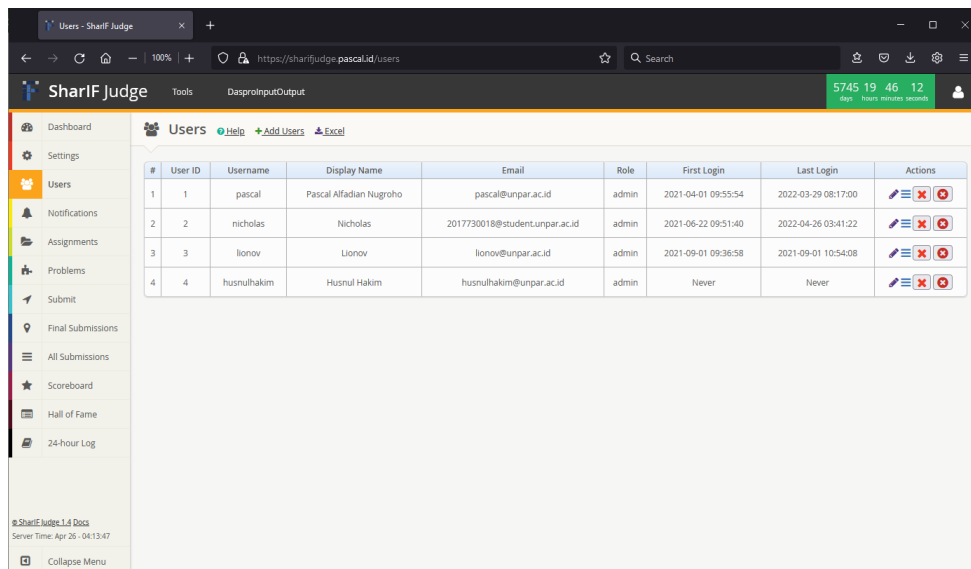 Users - SharIF Judge
100%
https://sharifjudge.pascal.id/users
Search
SharIF Judge Tools DasproInputOutput 5745 19 46 12
days hours minutes seconds
Dashboard
Settings
Users
Notifications
Assignments
Problems
Submit
Final Submissions
All Submissions
Scoreboard
Hall of Fame
24-hour Log
© SharIF Judge 1.4 Docs
Server Time: Apr 26 - 04:13:47
Collapse Menu
Users Help Add Users Excel
# User ID Username Display Name Email Role First Login Last Login Actions
1 1 pascal Pascal Alfadian Nugroho pascal@unpar.ac.id admin 2021-04-01 09:55:54 2022-03-29 08:17:00
2 2 nicholas Nicholas 2017730018@student.unpar.ac.id admin 2021-06-22 09:51:40 2022-04-26 03:41:22
3 3 lionov Lionov lionov@unpar.ac.id admin 2021-09-01 09:36:58 2021-09-01 10:54:08
4 4 husnulhakim Husnul Hakim husnulhakim@unpar.ac.id admin Never Never